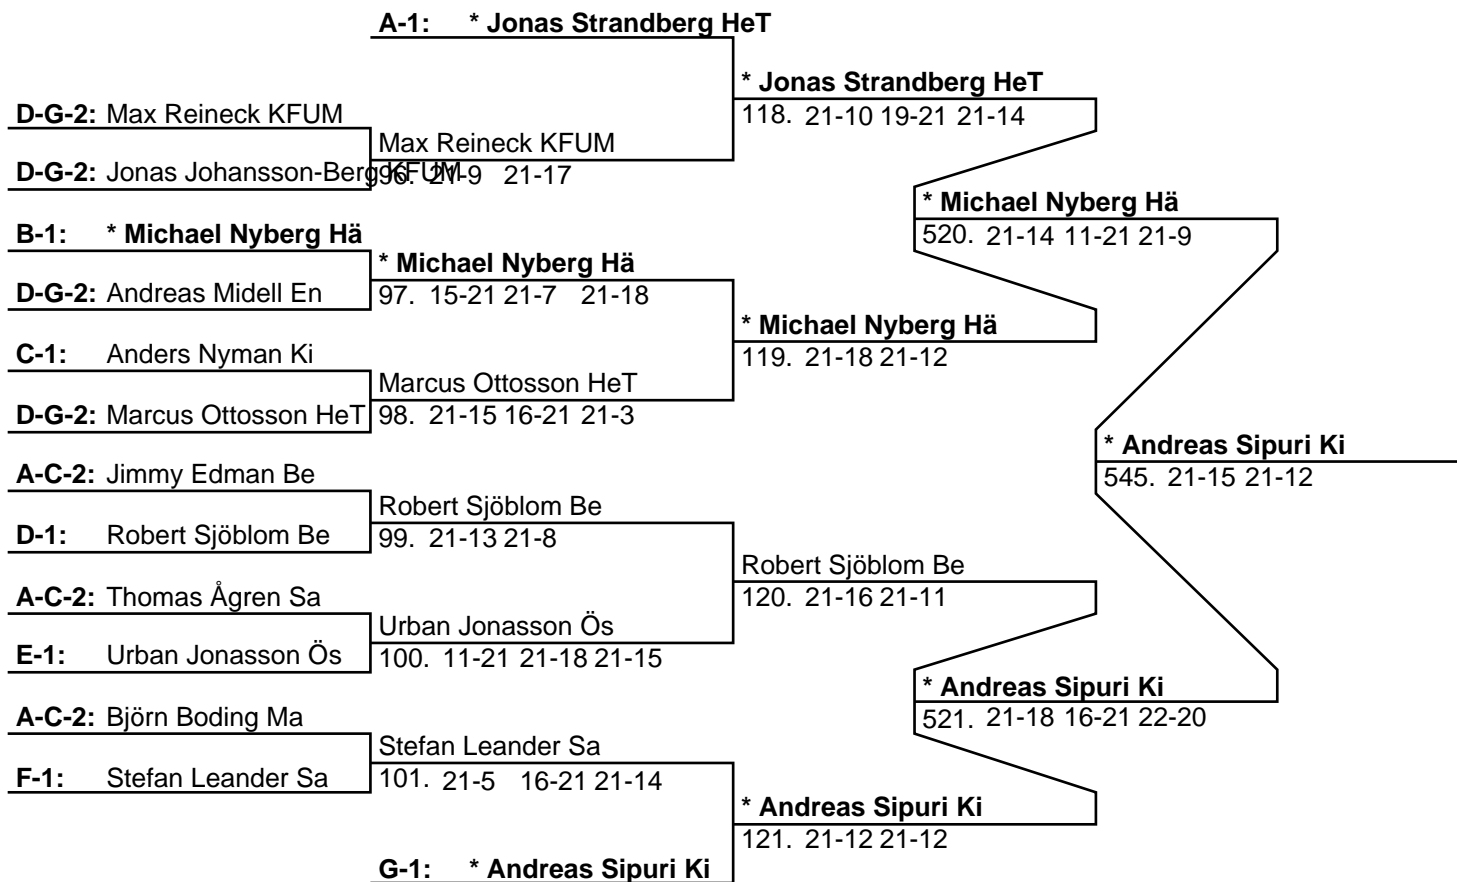 A-1: * Jonas Strandberg HeT
* Jonas Strandberg HeT
118. 21-10 19-21 21-14
D-G-2: Max Reineck KFUM
Max Reineck KFUM
D-G-2: Jonas Johansson-Berg KFUM
96. 21-9 21-17
* Michael Nyberg Hä
520. 21-14 11-21 21-9
B-1: * Michael Nyberg Hä
* Michael Nyberg Hä
D-G-2: Andreas Midell En
97. 15-21 21-7 21-18
* Michael Nyberg Hä
119. 21-18 21-12
C-1: Anders Nyman Ki
Marcus Ottosson HeT
D-G-2: Marcus Ottosson HeT
98. 21-15 16-21 21-3
* Andreas Sipuri Ki
545. 21-15 21-12
A-C-2: Jimmy Edman Be
Robert Sjöblom Be
D-1: Robert Sjöblom Be
99. 21-13 21-8
Robert Sjöblom Be
120. 21-16 21-11
A-C-2: Thomas Ågren Sa
Urban Jonasson Ös
E-1: Urban Jonasson Ös
100. 11-21 21-18 21-15
* Andreas Sipuri Ki
521. 21-18 16-21 22-20
A-C-2: Björn Boding Ma
Stefan Leander Sa
F-1: Stefan Leander Sa
101. 21-5 16-21 21-14
* Andreas Sipuri Ki
121. 21-12 21-12
G-1: * Andreas Sipuri Ki